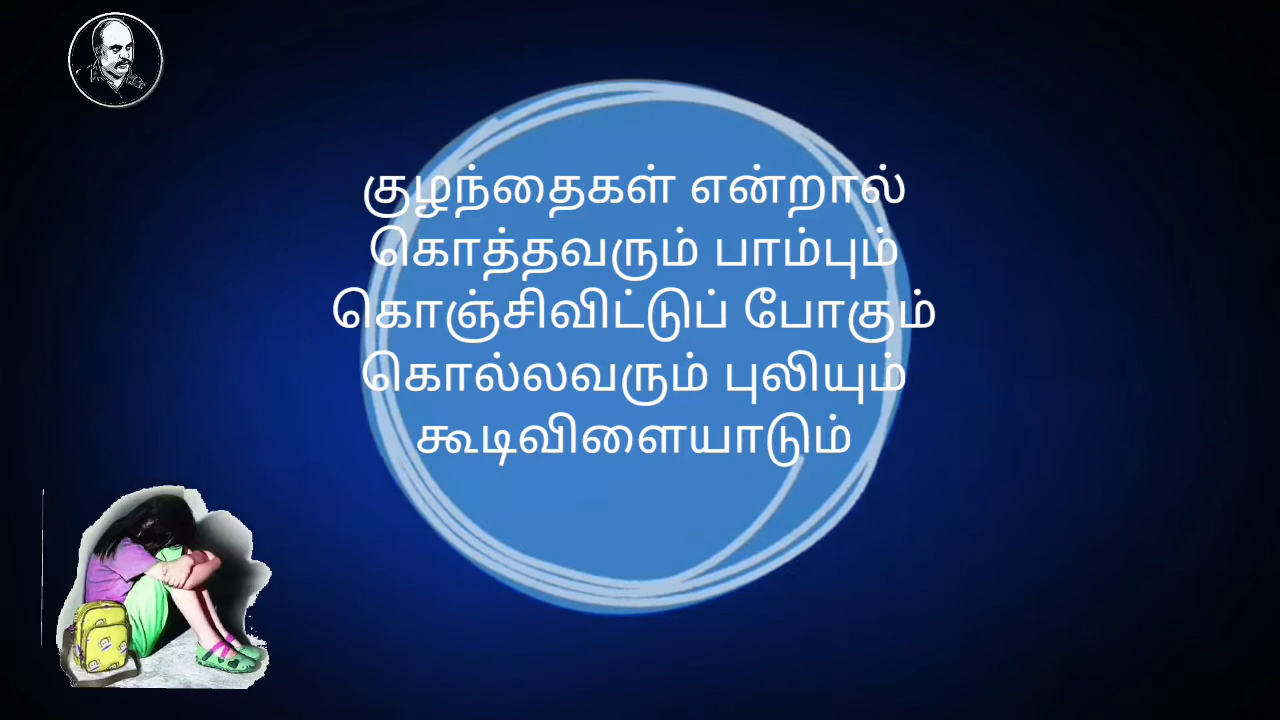 குழந்தைகள் என்றால்
கொத்தவரும் பாம்பும்
கொஞ்சிவிட்டுப் போகும்
கொல்லவரும் புலியும்
கூடிவிளையாடும்